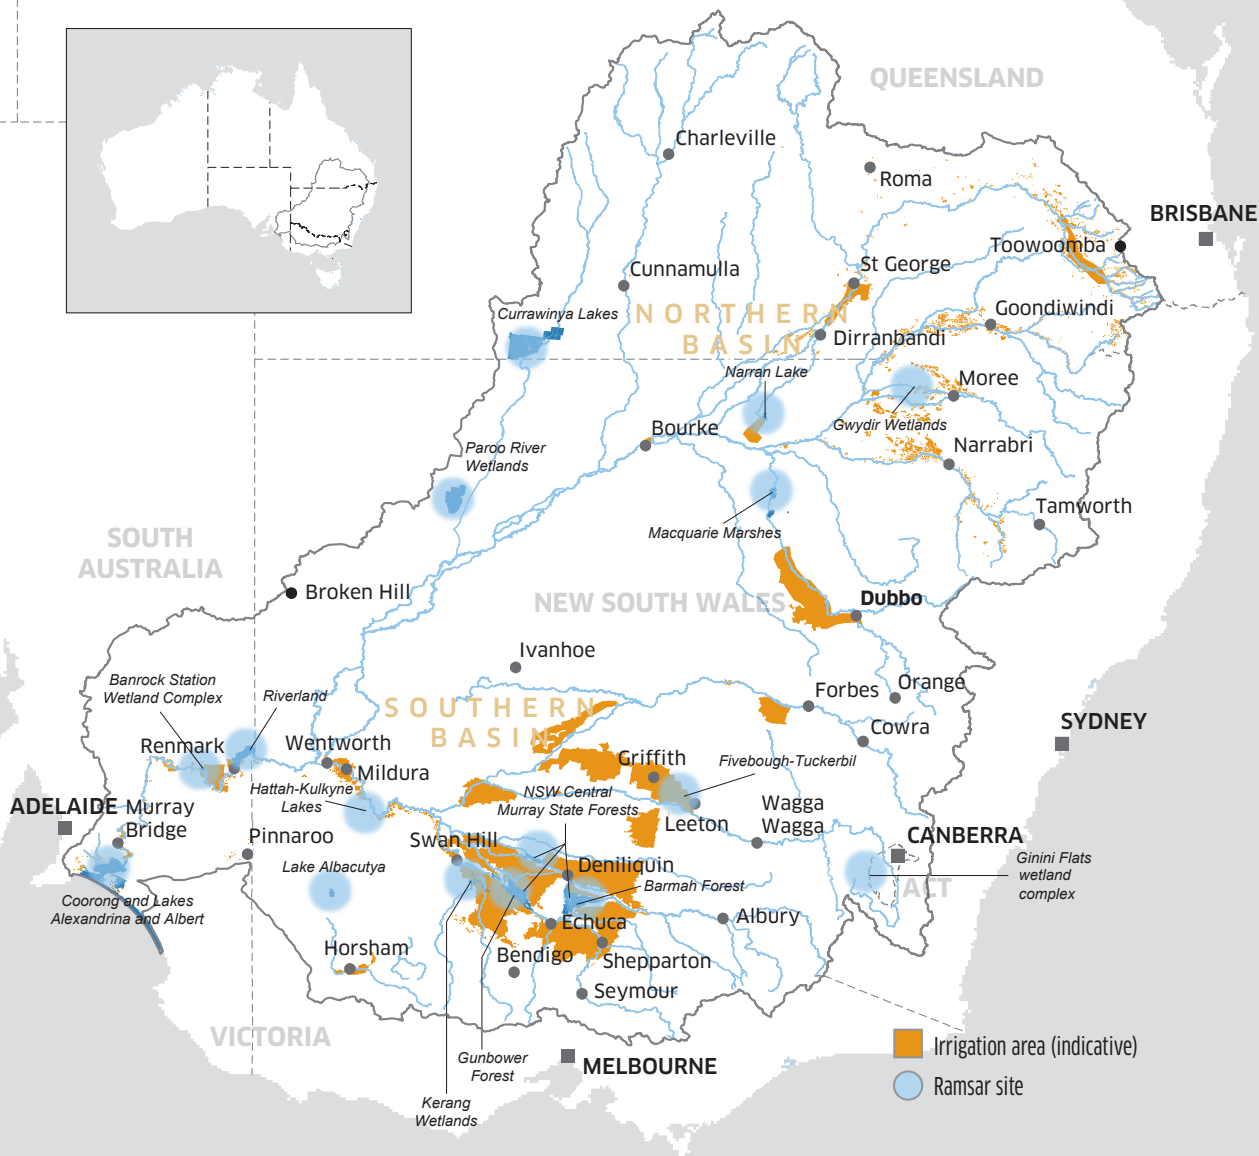 QUEENSLAND
Charleville
Roma
BRISBANE
Toowoomba
St George
Cunnamulla
Currawinya Lakes
NORTHERN
BASIN
Goondiwindi
Dirranbandi
Narran Lake
Moree
Gwydir Wetlands
Bourke
Narrabri
Paroo River
Wetlands
Tamworth
Macquarie Marshes
SOUTH
AUSTRALIA
Broken Hill
NEW SOUTH WALES
Dubbo
Ivanhoe
Banrock Station
Wetland Complex
Riverland
Orange
Forbes
SOUTHERN
BASIN
SYDNEY
Cowra
Renmark
Wentworth
Griffith
Fivebough-Tuckerbil
Mildura
Hattah-Kulkyne
Lakes
NSW Central
Murray State Forests
ADELAIDE
Murray
Bridge
Wagga
Wagga
Leeton
Pinnaroo
Swan Hill
CANBERRA
Lake Albacutya
Deniliquin
Ginini Flats
wetland
complex
Barmah Forest
ACT
Coorong and Lakes
Alexandrina and Albert
Echuca
Albury
Horsham
Bendigo
Shepparton
Seymour
VICTORIA
Gunbower
Forest
MELBOURNE
Kerang
Wetlands
Irrigation area (indicative)
Ramsar site